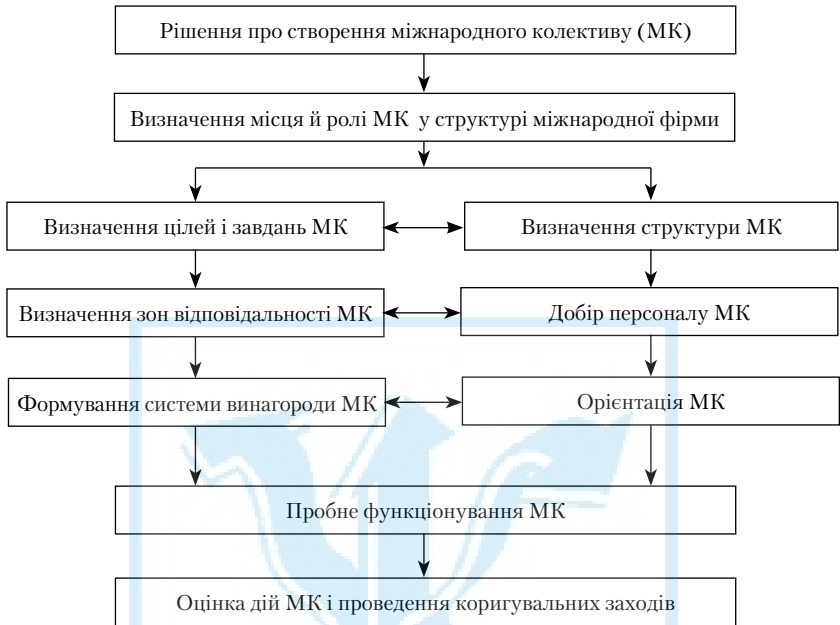 Рішення про створення міжнародного колективу (МК)
Визначення місця й ролі МК у структурі міжнародної фірми
Визначення цілей і завдань МК
Визначення структури МК
Визначення зон відповідальності МК
Добір персоналу МК
Формування системи винагороди МК
Орієнтація МК
Пробне функціонування МК
Оцінка дій МК і проведення коригувальних заходів